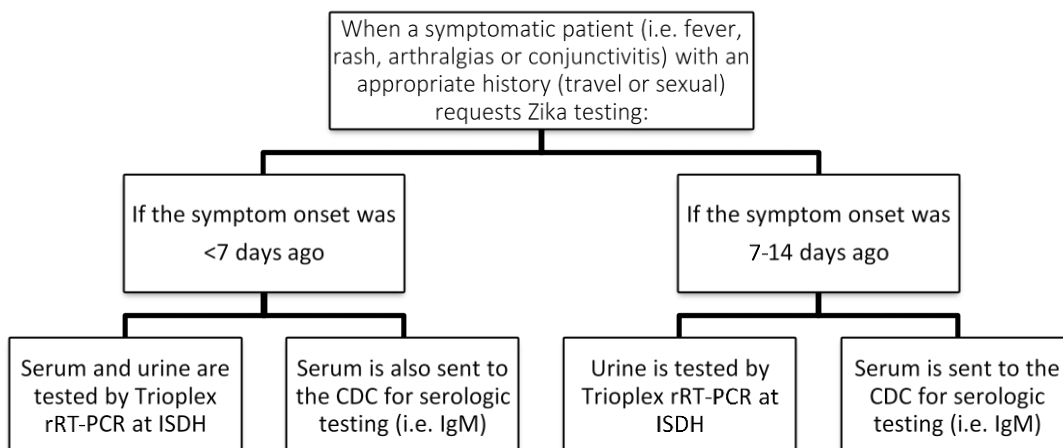 When a symptomatic patient (i.e. fever,
rash, arthralgias or conjunctivitis) with an
appropriate history (travel or sexual)
requests Zika testing:
If the symptom onset was
<7 days ago
If the symptom onset was
7-14 days ago
Serum and urine are
tested by Trioplex
rRT-PCR at ISDH
Serum is also sent to
the CDC for serologic
testing (i.e. IgM)
Urine is tested by
Trioplex rRT-PCR at
ISDH
Serum is sent to the
CDC for serologic
testing (i.e. IgM)